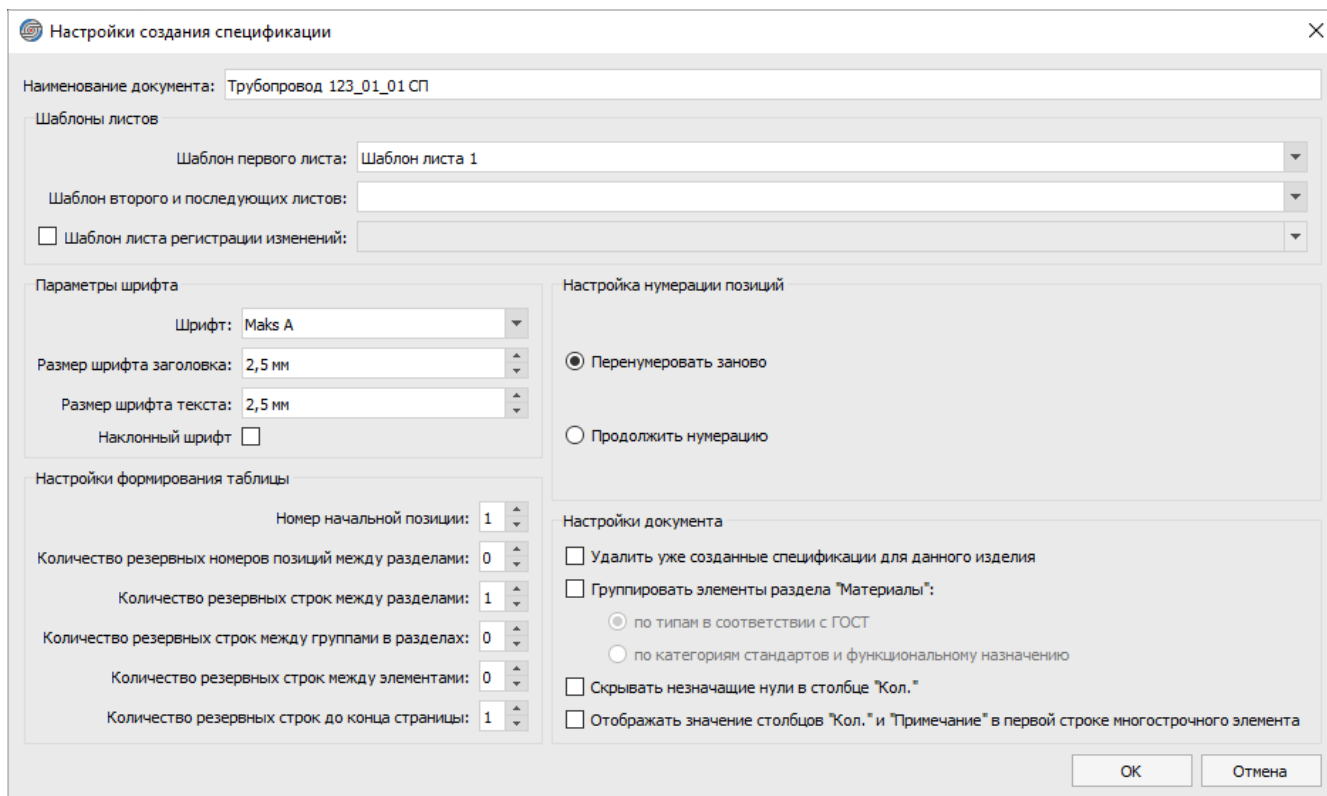 Настройки создания спецификации
Наименование документа: Трубопровод 123_01_01 СП
Шаблоны листов
Шаблон первого листа: Шаблон листа 1
Шаблон второго и последующих листов:
Шаблон листа регистрации изменений:
Параметры шрифта
Шрифт: Maks A
Размер шрифта заголовка: 2,5 мм
Размер шрифта текста: 2,5 мм
Наклонный шрифт
Настройка нумерации позиций
Перенумеровать заново
Продолжить нумерацию
Настройки формирования таблицы
Номер начальной позиции: 1
Количество резервных номеров позиций между разделами: 0
Количество резервных строк между разделами: 1
Количество резервных строк между группами в разделах: 0
Количество резервных строк между элементами: 0
Количество резервных строк до конца страницы: 1
Настройки документа
Удалить уже созданные спецификации для данного изделия
Группировать элементы раздела "Материалы":
по типам в соответствии с ГОСТ
по категориям стандартов и функциональному назначению
Скрывать незначащие нули в столбце "Кол."
Отображать значение столбцов "Кол." и "Примечание" в первой строке многострочного элемента
ОК
Отмена